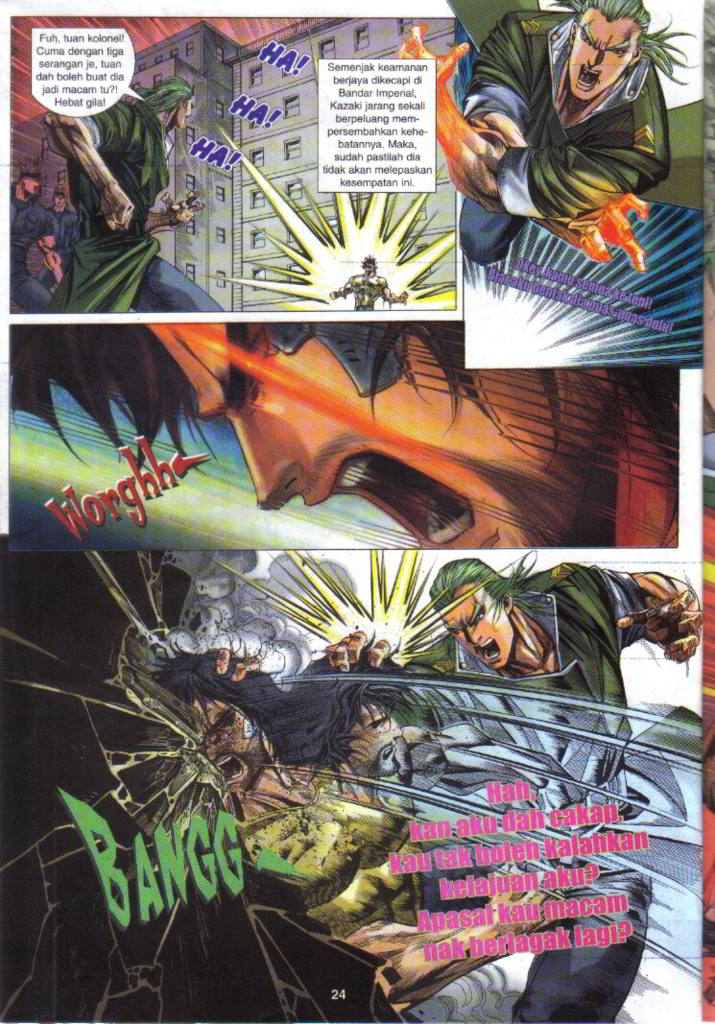 Fuh, tuan kolonel!
Cuma dengan tiga
serangan je, tuan
dah boleh buat dia
jadi macam tu?!
Hebat gila!
HA!
HA!
HA!
Semenjak keamanan
berjaya dikecapi di
Bandar Imperial,
Kazaki jarang sekali
berpeluang mem-
persembahkan kehe-
batannya. Maka,
sudah pastilah dia
tidak akan melepaskan
kesempatan ini.
Worghh
BANGG
Hah,
kan aku dah cakap,
kau tak boleh kalahkan
kelajuan aku?
Apasal kau macam
nak berlagak lagi?
24